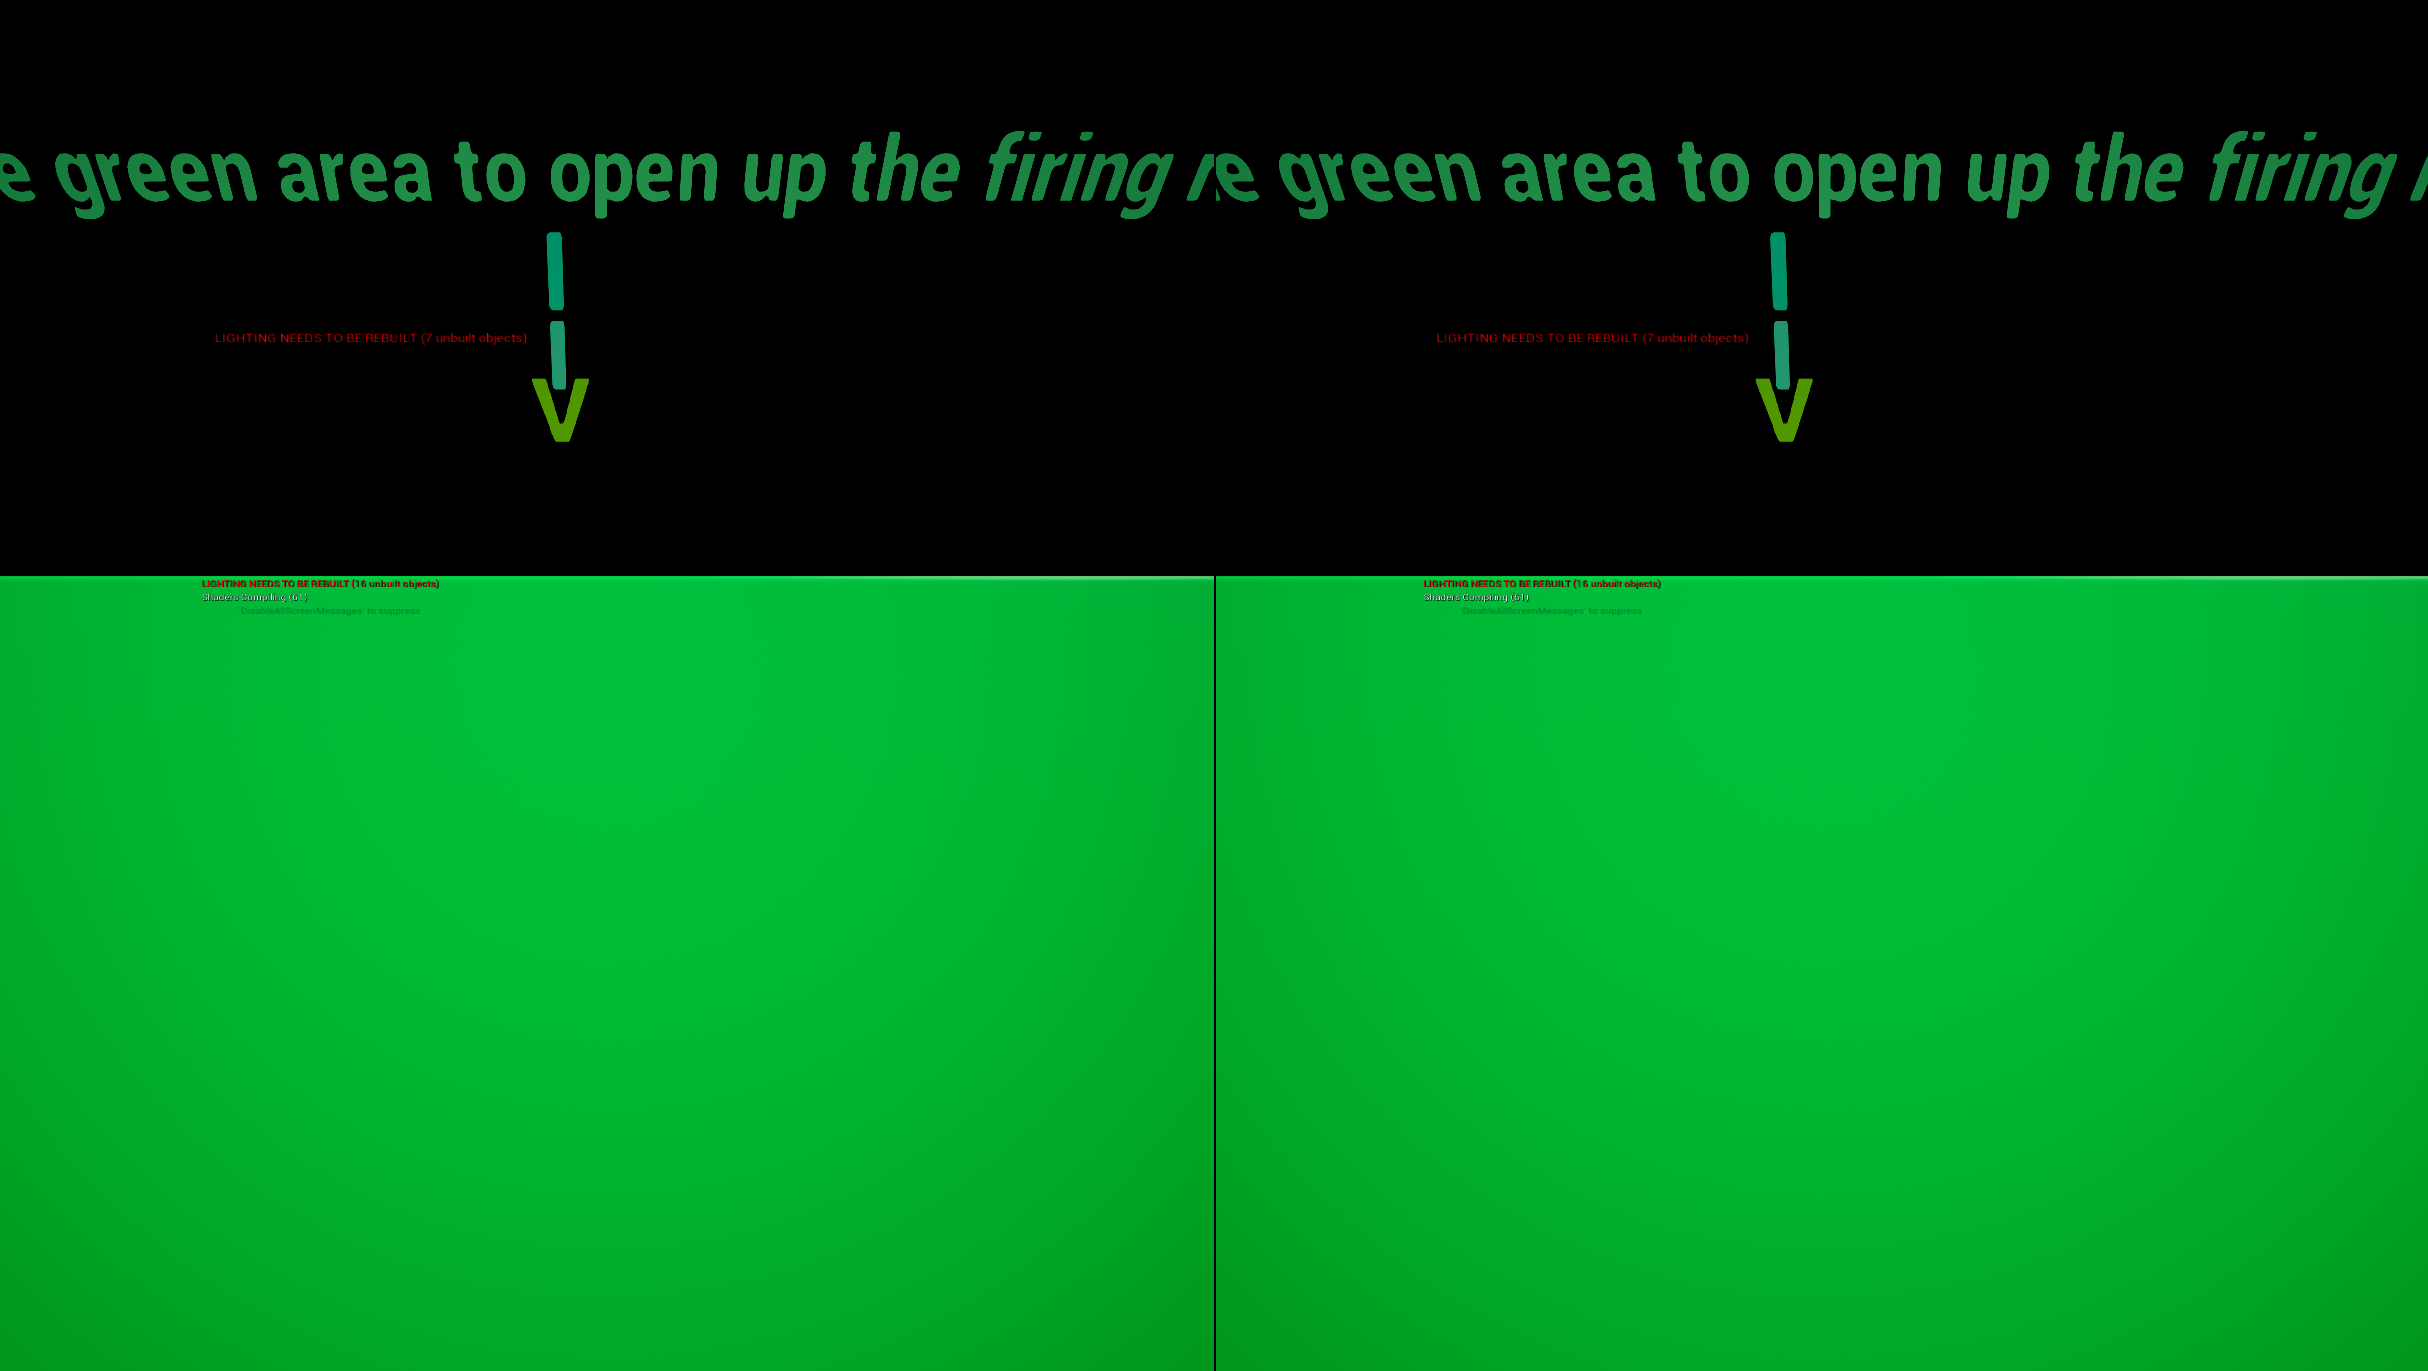 green area to open up the firing
green area to open up the firing
LIGHTING NEEDS TO BE REBUILT (7 unbuilt objects)
LIGHTING NEEDS TO BE REBUILT (7 unbuilt objects)
LIGHTING NEEDS TO BE REBUILT (16 unbuilt objects)
Shaders Compiling (61)
'DisableAllScreenMessages' to suppress
LIGHTING NEEDS TO BE REBUILT (16 unbuilt objects)
Shaders Compiling (61)
'DisableAllScreenMessages' to suppress